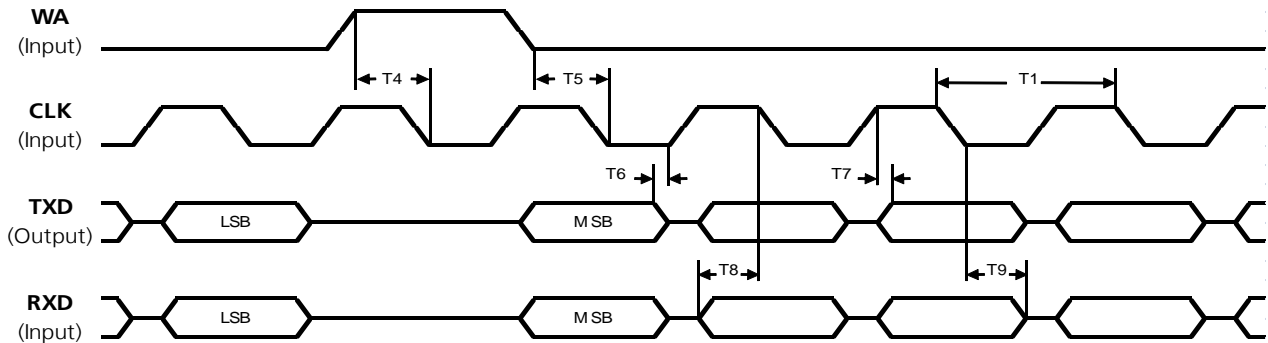 WA
(Input)
T4
T5
T1
CLK
(Input)
T6
T7
TXD
(Output)
LSB
MSB
T8
T9
RXD
(Input)
LSB
MSB